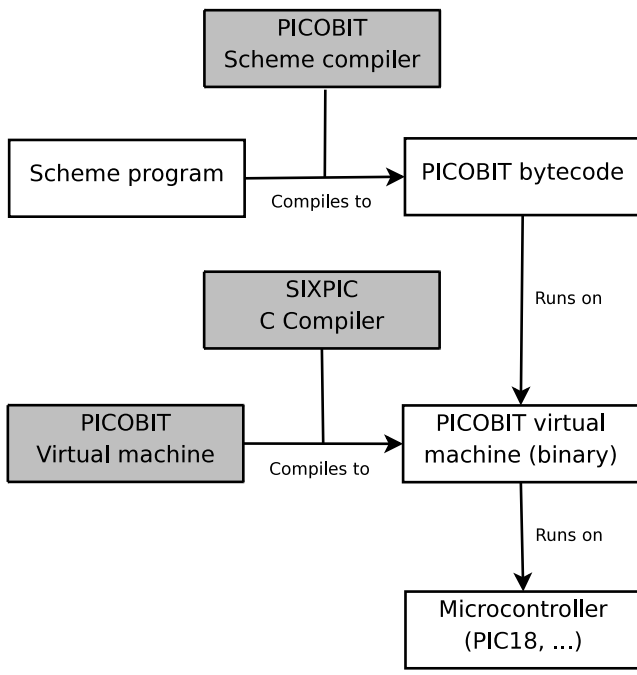 PICOBIT
Scheme compiler
Scheme program
Compiles to
PICOBIT bytecode
Runs on
SIXPIC
C Compiler
PICOBIT
Virtual machine
Compiles to
PICOBIT virtual
machine (binary)
Runs on
Microcontroller
(PIC18, ...)